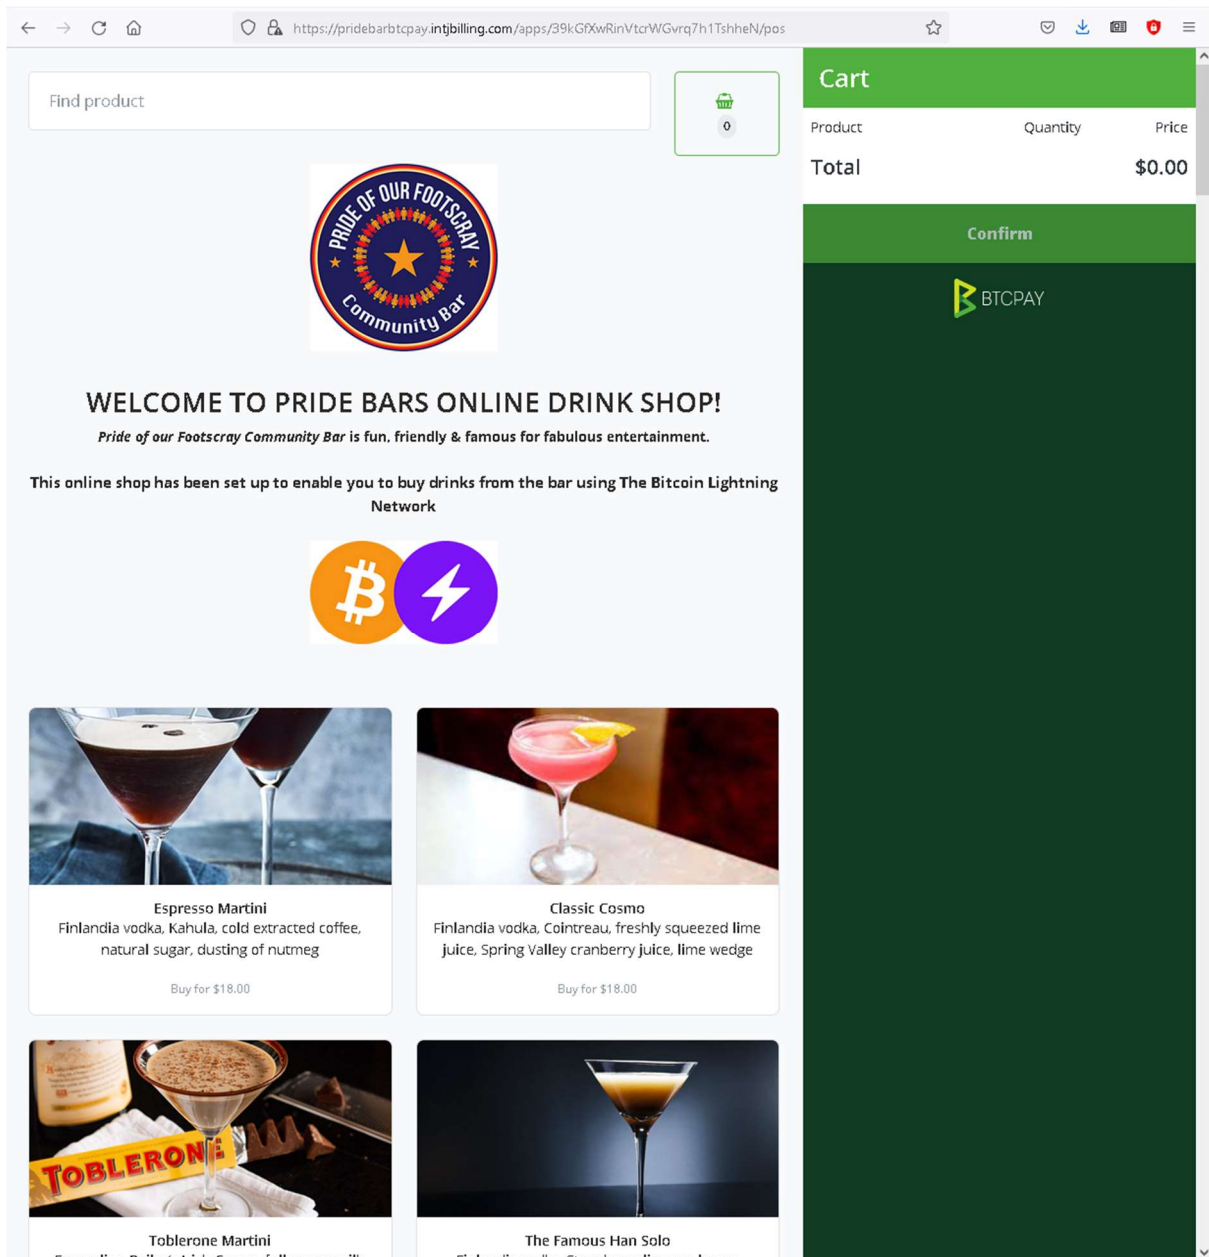 https://pridebarbtcpay.intjbilling.com/apps/39kGfXwRinVtcrWGvrq7h1TshheN/pos
Find product
0
Cart
Product Quantity Price
Total $0.00
Confirm
BTCPAY
PRIDE OF OUR FOOTSCRAY
Community Bar
WELCOME TO PRIDE BARS ONLINE DRINK SHOP!
Pride of our Footscray Community Bar is fun, friendly & famous for fabulous entertainment.
This online shop has been set up to enable you to buy drinks from the bar using The Bitcoin Lightning
Network
Espresso Martini
Finlandia vodka, Kahula, cold extracted coffee,
natural sugar, dusting of nutmeg
Buy for $18.00
Classic Cosmo
Finlandia vodka, Cointreau, freshly squeezed lime
juice, Spring Valley cranberry juice, lime wedge
Buy for $18.00
TOBLERONE
Toblerone Martini
The Famous Han Solo